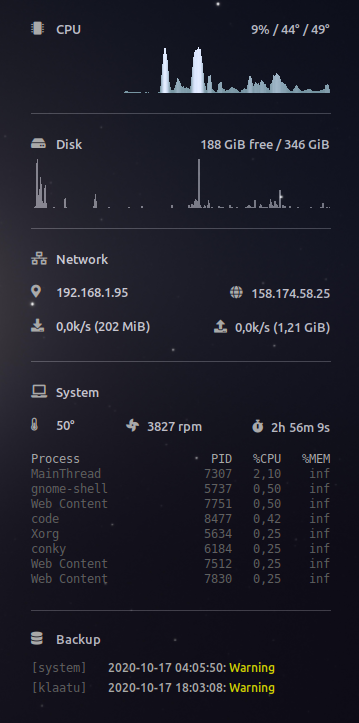 CPU 9% / 44° / 49°
Disk 188 GiB free / 346 GiB
Network
192.168.1.95 158.174.58.25
0,0k/s (202 MiB) 0,0k/s (1,21 GiB)
System
50° 3827 rpm 2h 56m 9s
Process PID %CPU %MEM
MainThread 7307 2,10 inf
gnome-shell 5737 0,50 inf
Web Content 7751 0,50 inf
code 8477 0,42 inf
Xorg 5634 0,25 inf
conky 6184 0,25 inf
Web Content 7512 0,25 inf
Web Content 7830 0,25 inf
Backup
[system] 2020-10-17 04:05:50: Warning
[klaatu] 2020-10-17 18:03:08: Warning